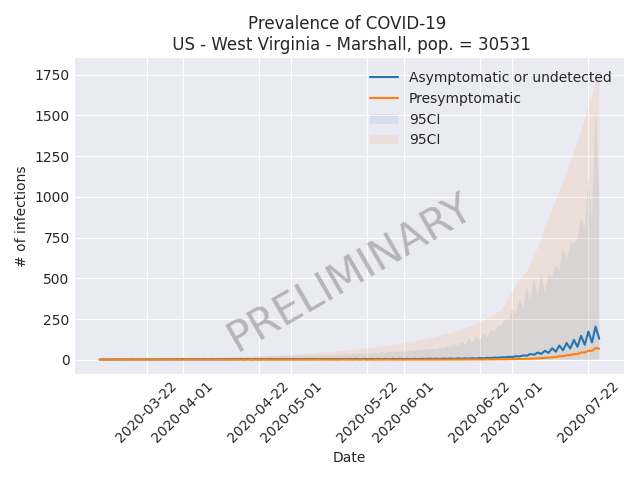 Prevalence of COVID-19
US - West Virginia - Marshall, pop. = 30531
Asymptomatic or undetected
Presymptomatic
95CI
95CI
1750
1500
1250
1000
750
500
250
0
# of infections
PRELIMINARY
2020-03-22
2020-04-01
2020-04-22
2020-05-01
2020-05-22
2020-06-01
2020-06-22
2020-07-01
2020-07-22
Date